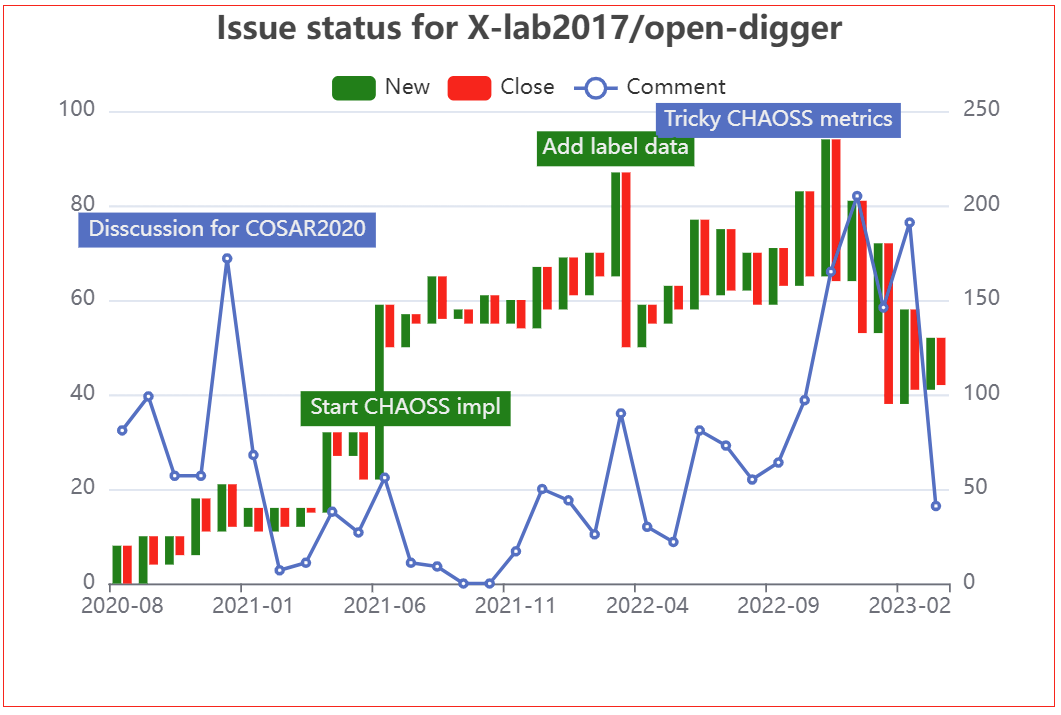 Issue status for X-lab2017/open-digger
New Close Comment
100 250
Tricky CHAOSS metrics
Add label data
80 200
Disscussion for COSAR2020
60 150
40 100
Start CHAOSS impl
20 50
0 0
2020-08 2021-01 2021-06 2021-11 2022-04 2022-09 2023-02